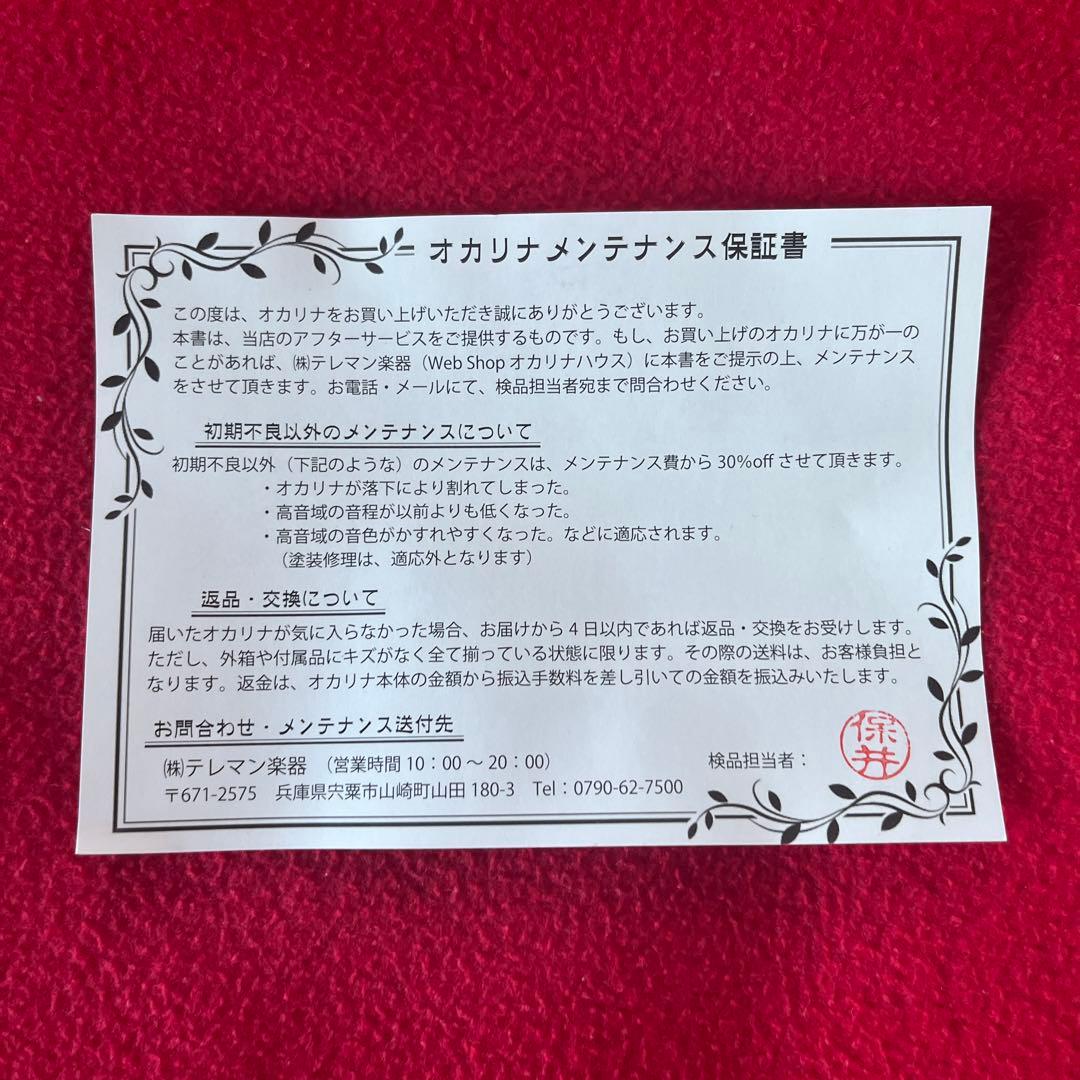 オカリナメンテナンス保証書
この度は、オカリナをお買い上げいただき誠にありがとうございます。
本書は、当店のアフターサービスをご提供するものです。もし、お買い上げのオカリナに万が一の
ことがあれば、㈱テレマン楽器（Web Shop オカリナハウス）に本書をご提示の上、メンテナンス
をさせて頂きます。お電話・メールにて、検品担当者宛まで問合わせください。
初期不良以外のメンテナンスについて
初期不良以外（下記のような）のメンテナンスは、メンテナンス費から 30%off させて頂きます。
・オカリナが落下により割れてしまった。
・高音域の音程が以前よりも低くなった。
・高音域の音色がかすれやすくなった。などに適応されます。
（塗装修理は、適応外となります）
返品・交換について
届いたオカリナが気に入らなかった場合、お届けから 4 日以内であれば返品・交換をお受けします。
ただし、外箱や付属品にキズがなく全て揃っている状態に限ります。その際の送料は、お客様負担と
なります。返金は、オカリナ本体の金額から振込手数料を差し引いての金額を振込みいたします。
お問合わせ・メンテナンス送付先
㈱テレマン楽器 （営業時間 10：00 ～ 20：00）
〒671-2575 兵庫県宍粟市山崎町山田 180-3 Tel：0790-62-7500
検品担当者：
保井